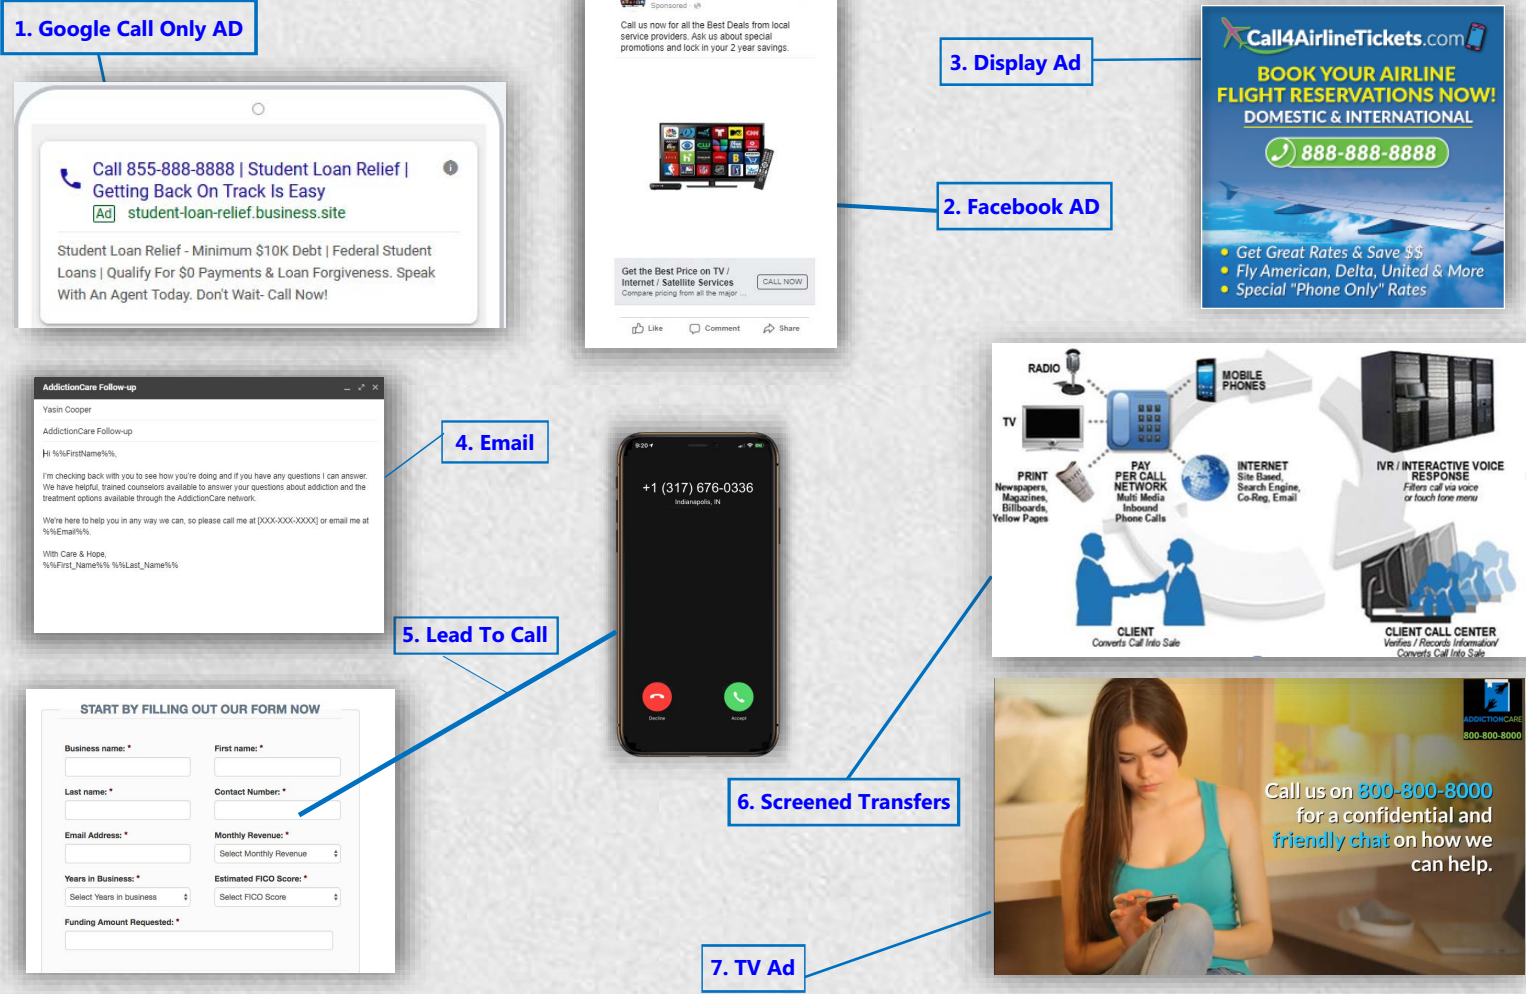 1. Google Call Only AD
Call 855-888-8888 | Student Loan Relief |
Getting Back On Track Is Easy
Ad student-loan-relief.business.site
Student Loan Relief - Minimum $10K Debt | Federal Student
Loans | Qualify For $0 Payments & Loan Forgiveness. Speak
With An Agent Today. Don't Wait- Call Now!
Sponsored
Call us now for all the Best Deals from local
service providers. Ask us about special
promotions and lock in your 2 year savings.
Get the Best Price on TV /
Internet / Satellite Services
Compare pricing from all the major ...
CALL NOW
Like Comment Share
2. Facebook AD
3. Display Ad
Call4AirlineTickets.com
BOOK YOUR AIRLINE
FLIGHT RESERVATIONS NOW!
DOMESTIC & INTERNATIONAL
888-888-8888
• Get Great Rates & Save $$
• Fly American, Delta, United & More
• Special "Phone Only" Rates
AddictionCare Follow-up
Yasin Cooper
AddictionCare Follow-up
Hi %%FirstName%%,
I'm checking back with you to see how you're doing and if you have any questions I can answer.
We have helpful, trained counselors available to answer your questions about addiction and the
treatment options available through the AddictionCare network.
We're here to help you in any way we can, so please call me at [XXX-XXX-XXXX] or email me at
%%Email%%.
With Care & Hope,
%%First_Name%% %%Last_Name%%
4. Email
5. Lead To Call
9:20
+1 (317) 676-0336
Indianapolis, IN
Decline
Accept
START BY FILLING OUT OUR FORM NOW
Business name: * First name: *
Last name: * Contact Number: *
Email Address: * Monthly Revenue: *
Select Monthly Revenue
Years in Business: * Estimated FICO Score: *
Select Years in business Select FICO Score
Funding Amount Requested: *
6. Screened Transfers
RADIO
TV
PRINT
Newspapers,
Magazines,
Billboards,
Yellow Pages
PAY
PER CALL
NETWORK
Multi Media
Inbound
Phone Calls
MOBILE
PHONES
INTERNET
Site Based,
Search Engine,
Co-Reg, Email
IVR / INTERACTIVE VOICE
RESPONSE
Filters call via voice
or touch tone menu
CLIENT
Converts Call Into Sale
CLIENT CALL CENTER
Verifies / Records Information/
Converts Call Into Sale
7. TV Ad
ADDICTIONCARE
800-800-8000
Call us on 800-800-8000
for a confidential and
friendly chat on how we
can help.